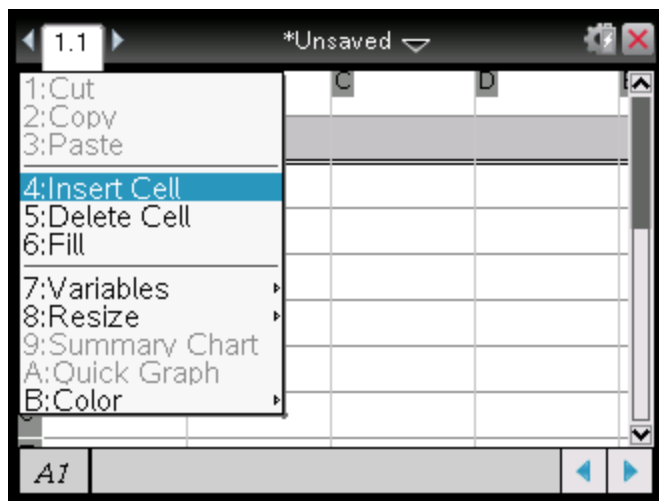 1.1 *Unsaved
C D
1:Cut
2:Copy
3:Paste
4:Insert Cell
5:Delete Cell
6:Fill
7:Variables
8:Resize
9:Summary Chart
A:Quick Graph
B:Color
A1